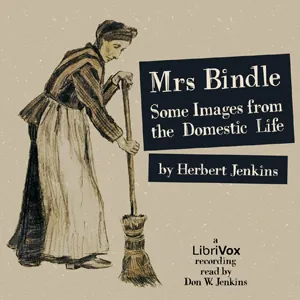 Mrs Bindle
Some Images from
the Domestic Life
by Herbert Jenkins
a
LibriVox
recording
read by
Don W. Jenkins